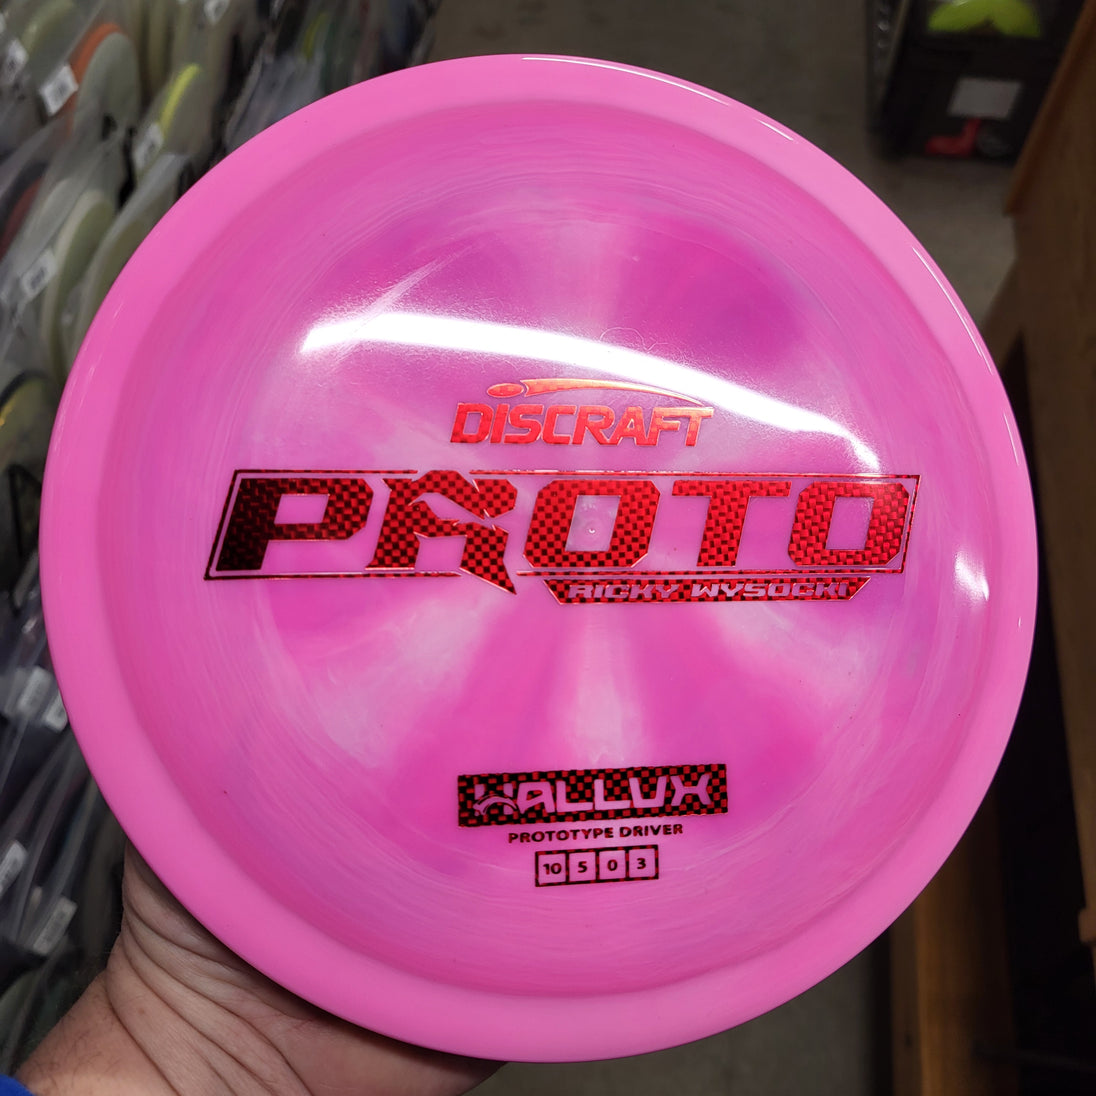 DISCRAFT
PROTO
RICKY WYSOCKI
HALLUX
PROTOTYPE DRIVER
10 5 0 3